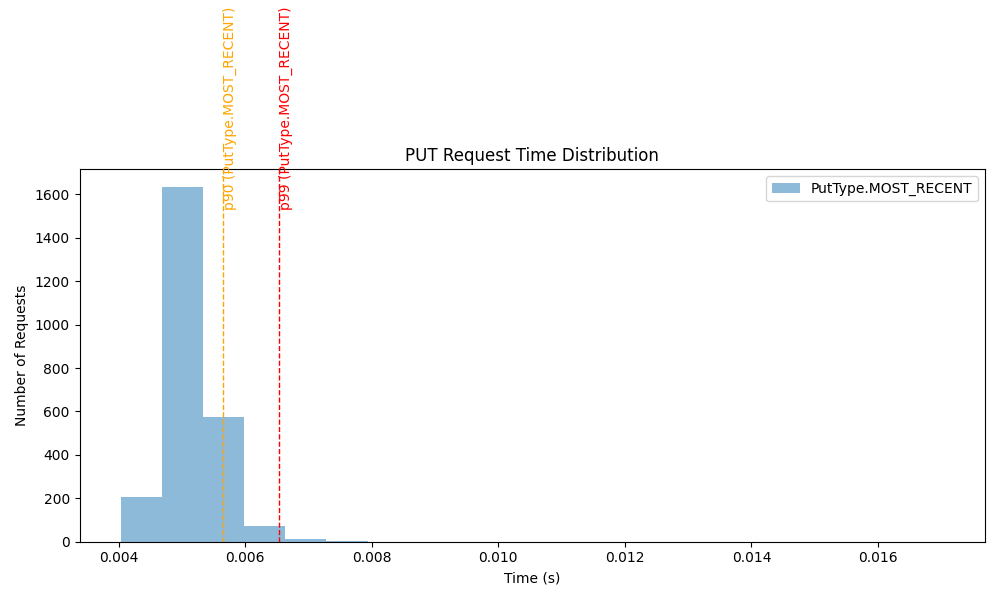 p90 (PutType.MOST_RECENT)
p99 (PutType.MOST_RECENT)
PUT Request Time Distribution
PutType.MOST_RECENT
Number of Requests
1600
1400
1200
1000
800
600
400
200
0
0.004
0.006
0.008
0.010
0.012
0.014
0.016
Time (s)